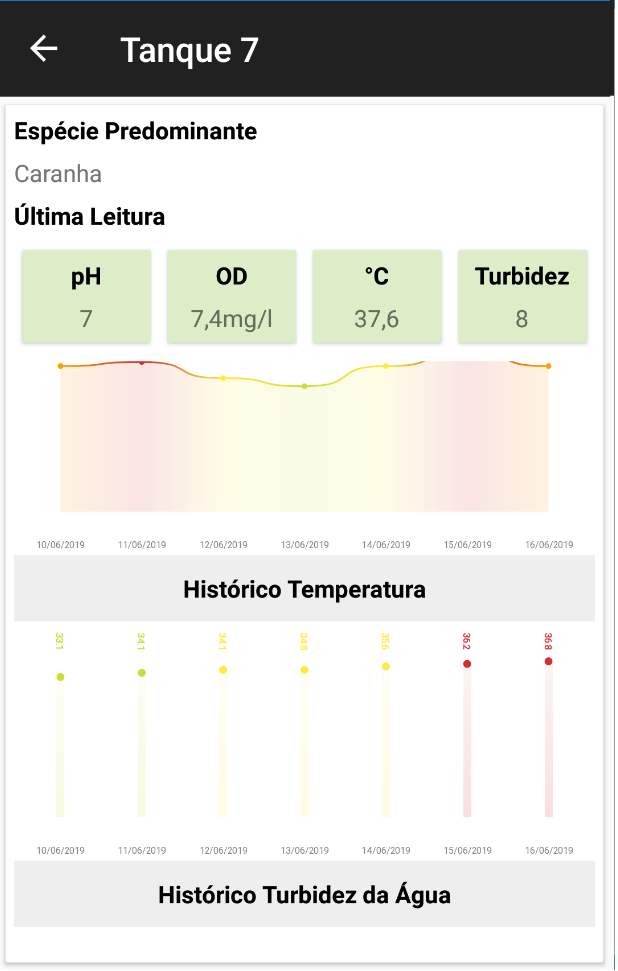 Tanque 7
Espécie Predominante
Caranha
Última Leitura
pH OD °C Turbidez
7 7,4mg/l 37,6 8
10/06/2019 11/06/2019 12/06/2019 13/06/2019 14/06/2019 15/06/2019 16/06/2019
Histórico Temperatura
33.1 34.1 34.1 34.8 35.6 36.2 36.8
10/06/2019 11/06/2019 12/06/2019 13/06/2019 14/06/2019 15/06/2019 16/06/2019
Histórico Turbidez da Água